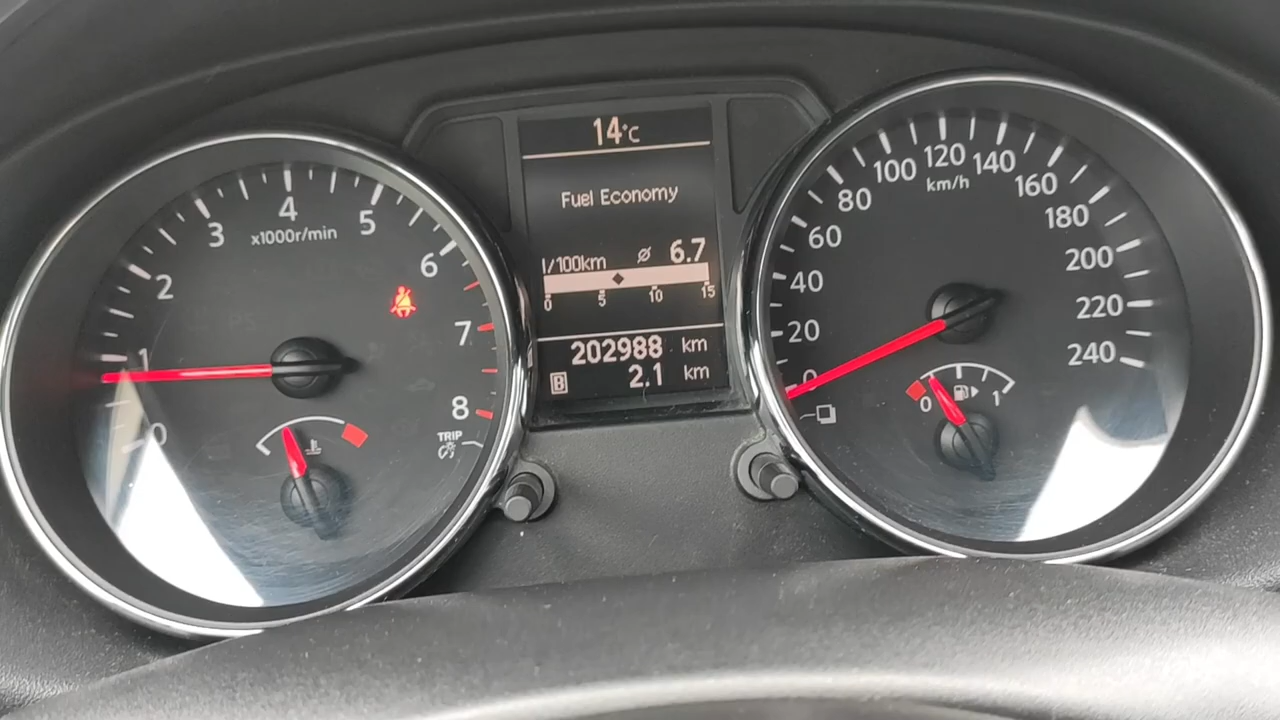 14°C
Fuel Economy
l/100km ø 6.7
0 5 10 15
202988 km
B 2.1 km
0
1
2
3
4
5
6
7
8
x1000r/min
TRIP
0
20
40
60
80
100
120
140
160
180
200
220
240
km/h
0 1